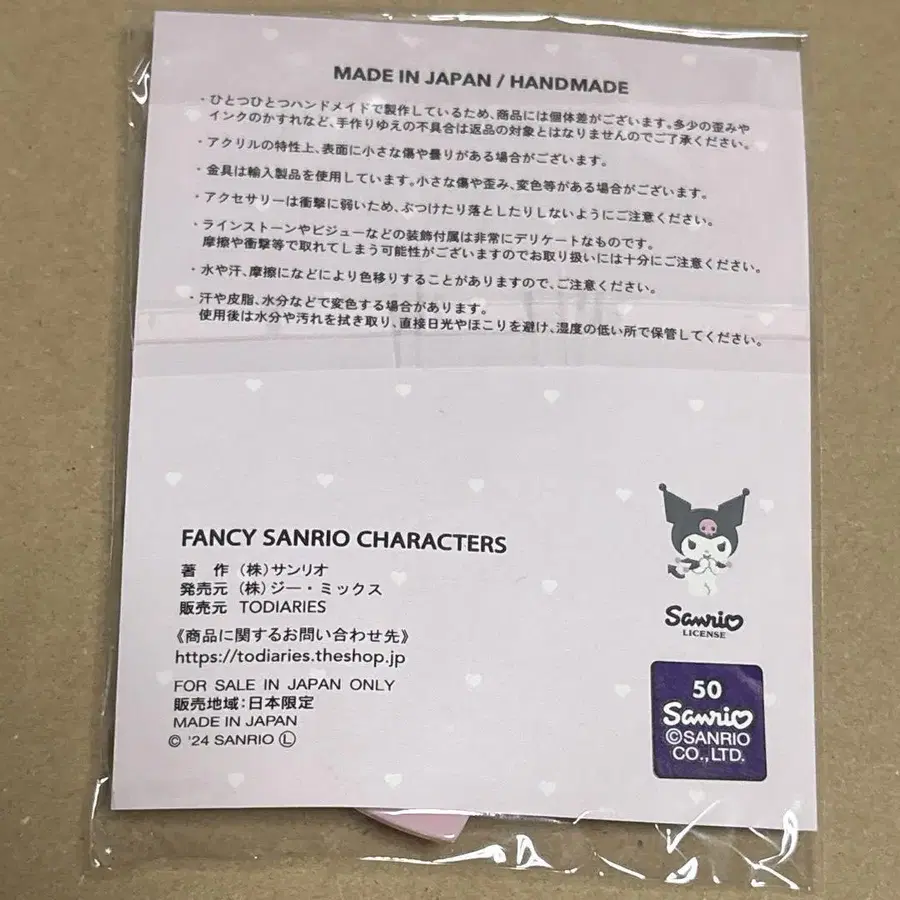 MADE IN JAPAN / HANDMADE
・ひとつひとつハンドメイドで製作しているため、商品には個体差がございます。多少の歪みや
インクのかすれなど、手作りゆえの不具合は返品の対象とはなりませんのでご了承ください。
・アクリルの特性上、表面に小さな傷や曇りがある場合がございます。
・金具は輸入製品を使用しています。小さな傷や歪み、変色等がある場合がございます。
・アクセサリーは衝撃に弱いため、ぶつけたり落としたりしないようにご注意ください。
・ラインストーンやビジューなどの装飾付属は非常にデリケートなものです。
摩擦や衝撃等で取れてしまう可能性がございますのでお取り扱いには十分にご注意ください。
・水や汗、摩擦になどにより色移りすることがありますので、ご注意ください。
・汗や皮脂、水分などで変色する場合があります。
使用後は水分や汚れを拭き取り、直接日光やほこりを避け、湿度の低い所で保管してください。
FANCY SANRIO CHARACTERS
著　作 (株)サンリオ
発売元 (株)ジー・ミックス
販売元 TODIARIES
《商品に関するお問い合わせ先》
https://todiaries.theshop.jp
FOR SALE IN JAPAN ONLY
販売地域:日本限定
MADE IN JAPAN
© '24 SANRIO Ⓛ
Sanrio
LICENSE
50
Sanrio
©SANRIO
CO.,LTD.